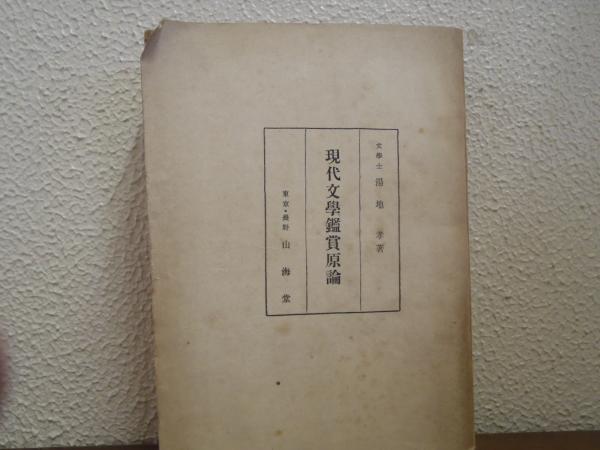 文學士 湯地 孝著
現代文學鑑賞原論
東京・長野 山海堂